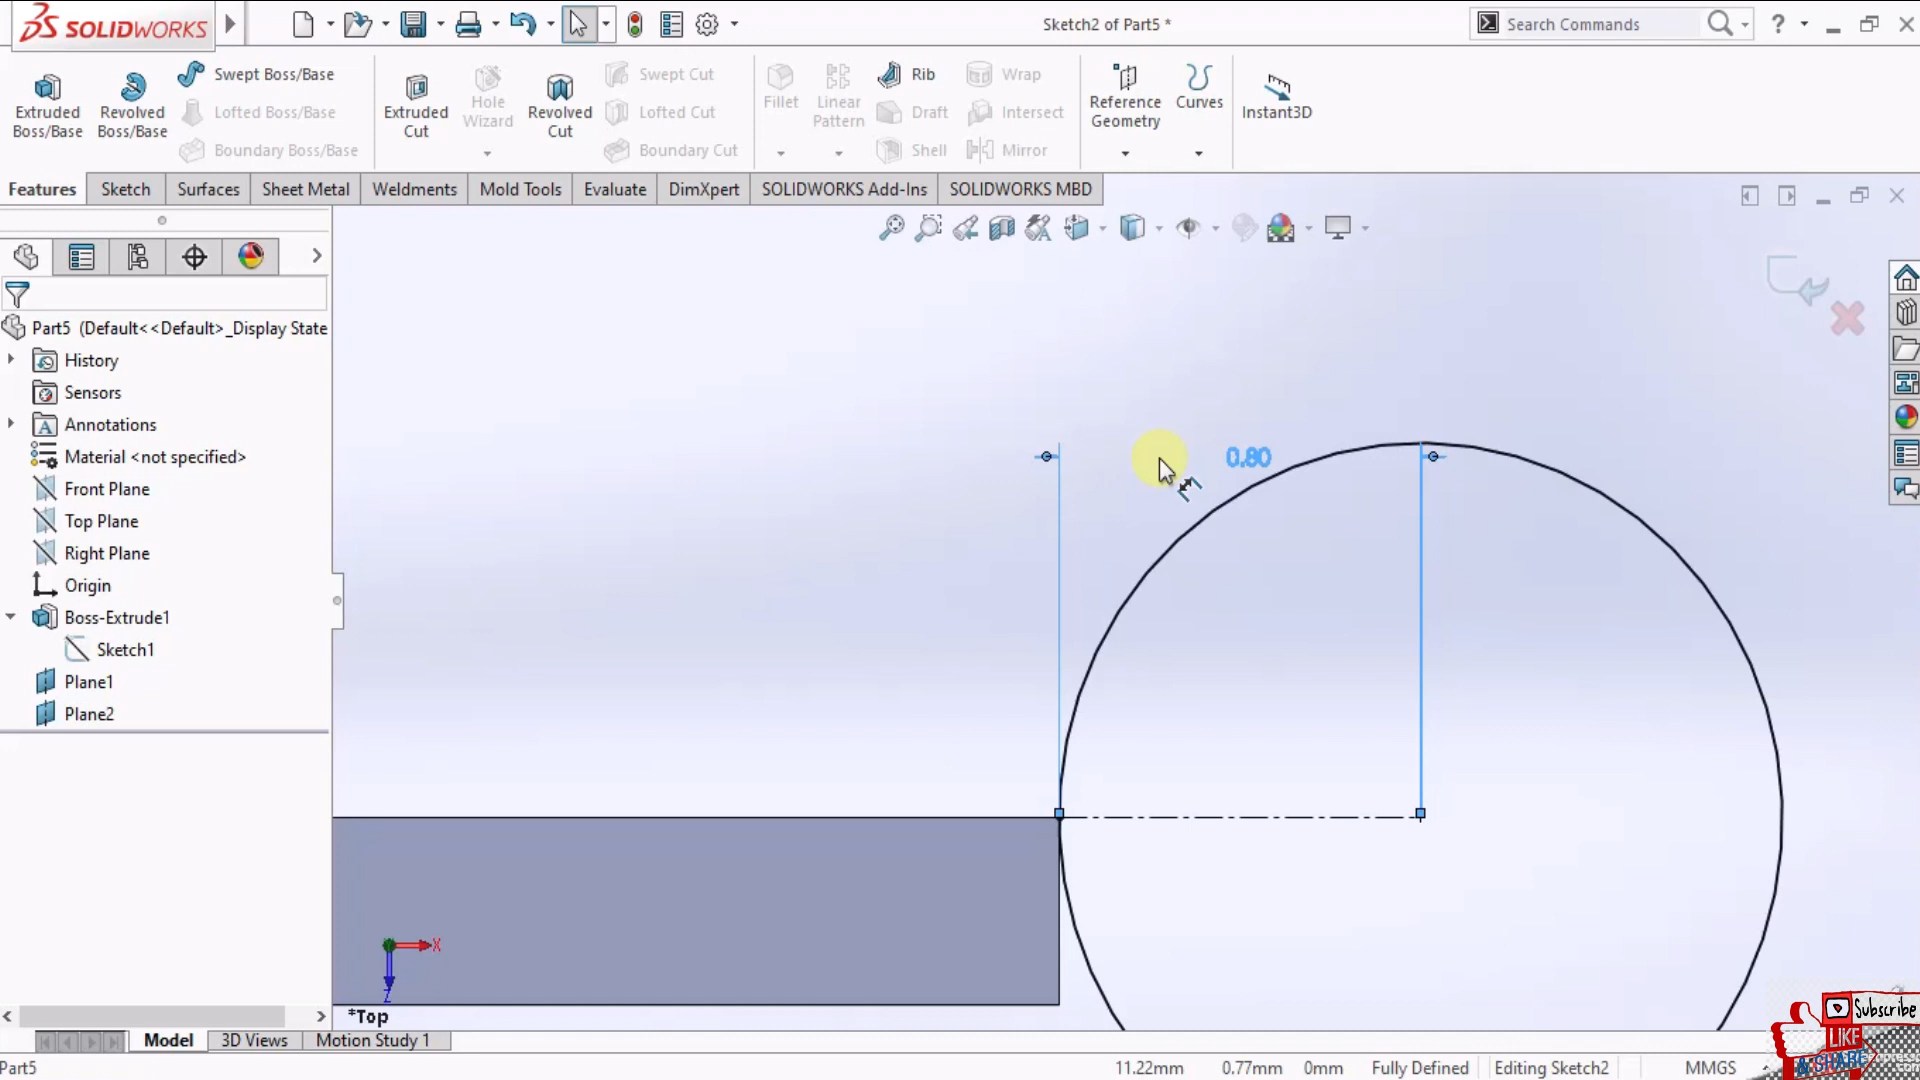 SOLIDWORKS
Sketch2 of Part5 *
Search Commands
?
Extruded Boss/Base
Revolved Boss/Base
Swept Boss/Base
Lofted Boss/Base
Boundary Boss/Base
Extruded Cut
Hole Wizard
Revolved Cut
Swept Cut
Lofted Cut
Boundary Cut
Fillet
Linear Pattern
Rib
Draft
Shell
Wrap
Intersect
Mirror
Reference Geometry
Curves
Instant3D
Features
Sketch
Surfaces
Sheet Metal
Weldments
Mold Tools
Evaluate
DimXpert
SOLIDWORKS Add-Ins
SOLIDWORKS MBD
Part5 (Default<<Default>_Display State
History
Sensors
Annotations
Material <not specified>
Front Plane
Top Plane
Right Plane
Origin
Boss-Extrude1
Sketch1
Plane1
Plane2
0.80
X
Z
*Top
Model
3D Views
Motion Study 1
Part5
11.22mm
0.77mm
0mm
Fully Defined
Editing Sketch2
MMGS
Subscribe
LIKE
& SHARE